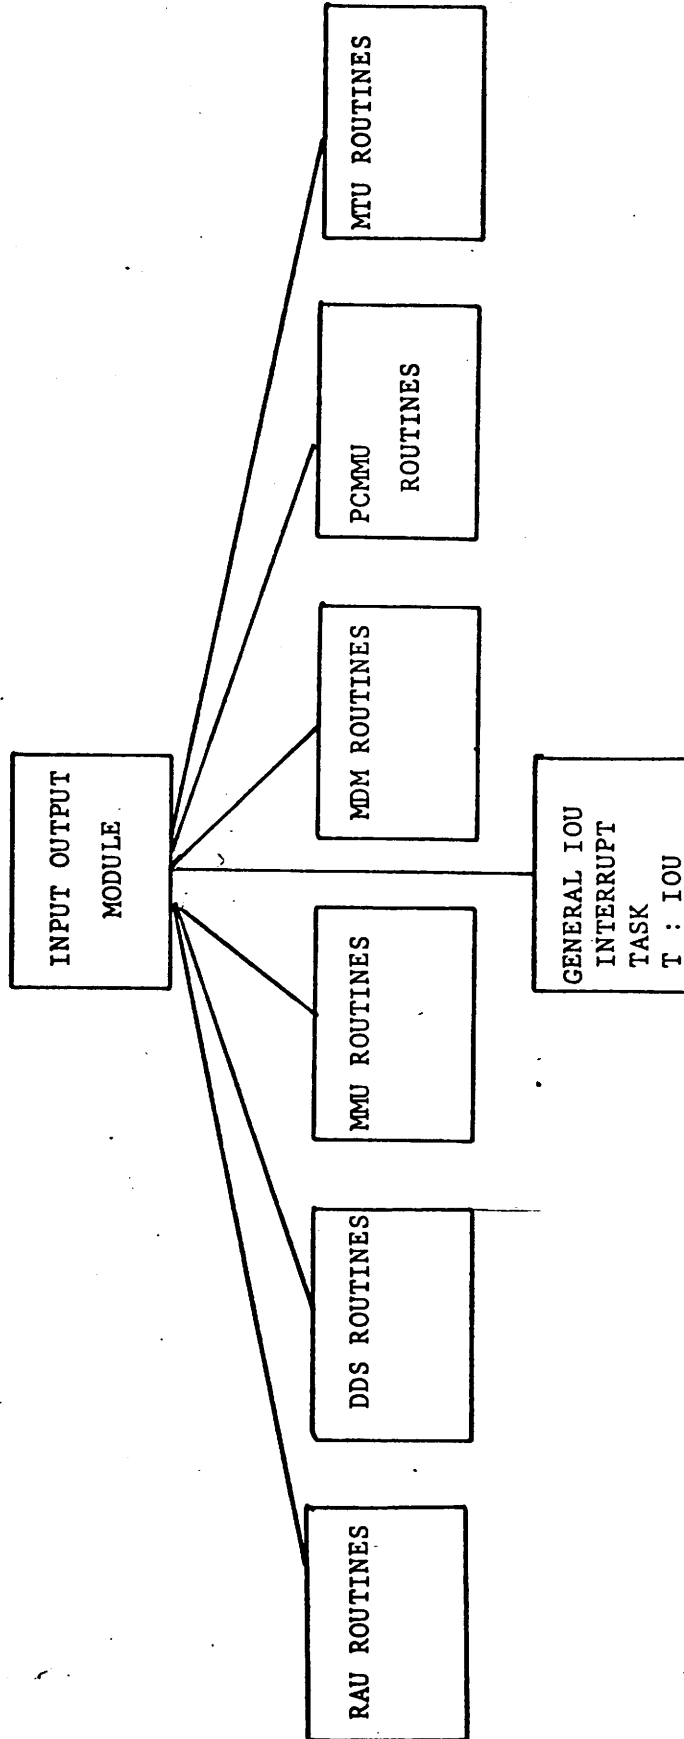 INPUT OUTPUT
MODULE
RAU ROUTINES
DDS ROUTINES
MMU ROUTINES
MDM ROUTINES
PCMMU
ROUTINES
MTU ROUTINES
GENERAL IOU
INTERRUPT
TASK
T : IOU